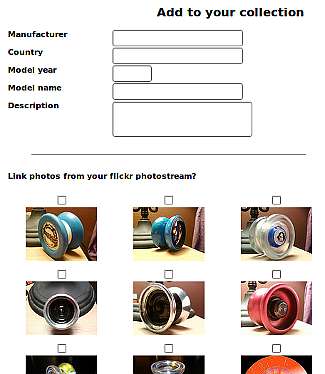 Add to your collection
Manufacturer
Country
Model year
Model name
Description
Link photos from your flickr photostream?